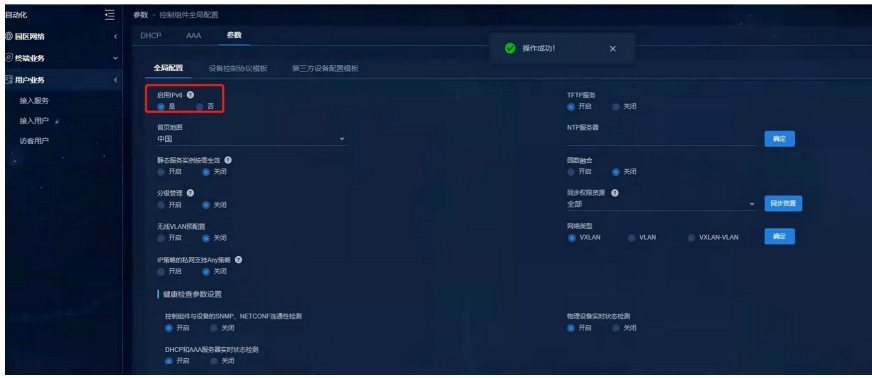 自动化
参数 · 控制组件全局配置
园区网络
DHCP AAA 参数
操作成功!
终端业务
全局配置 设备控制协议模板 第三方设备配置模板
用户业务
接入服务
接入用户
访客用户
启用IPv6
是 否
TFTP服务
开启 关闭
首页地图
中国
NTP服务器
确定
静态服务实例按需生效
开启 关闭
园数融合
开启 关闭
分级管理
开启 关闭
同步权限资源
全部
同步资源
无线VLAN预配置
开启 关闭
网络类型
VXLAN VLAN VXLAN-VLAN
确定
IP策略的私网支持Any策略
开启 关闭
健康检查参数设置
控制组件与设备的SNMP、NETCONF连通性检测
开启 关闭
物理设备实时状态检测
开启 关闭
DHCP和AAA服务器实时状态检测
开启 关闭